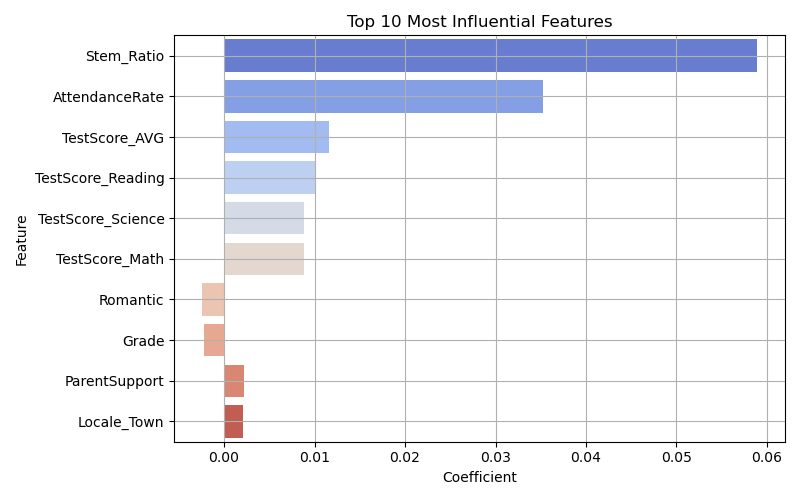 Top 10 Most Influential Features
Stem_Ratio
AttendanceRate
TestScore_AVG
TestScore_Reading
TestScore_Science
TestScore_Math
Romantic
Grade
ParentSupport
Locale_Town
Feature
0.00 0.01 0.02 0.03 0.04 0.05 0.06
Coefficient